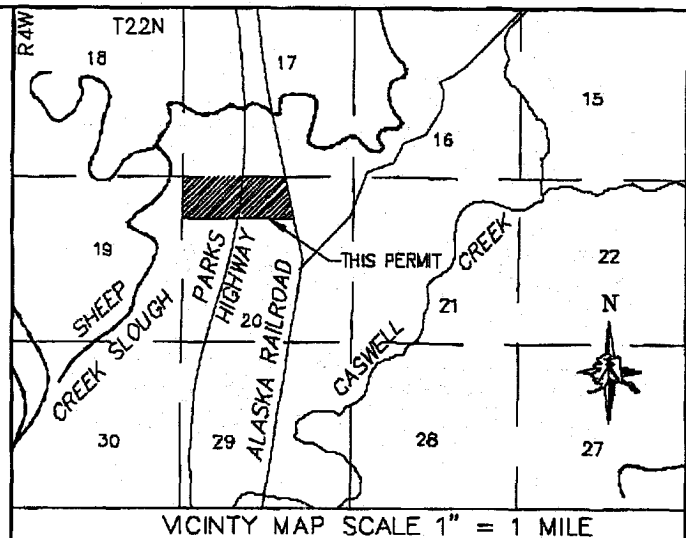 R4W
T22N
18
17
15
16
THIS PERMIT
19
SHEEP
CREEK SLOUGH
PARKS
HIGHWAY
20
ALASKA RAILROAD
CASWELL
CREEK
21
22
N
30
29
28
27
VICINTY MAP SCALE 1" = 1 MILE